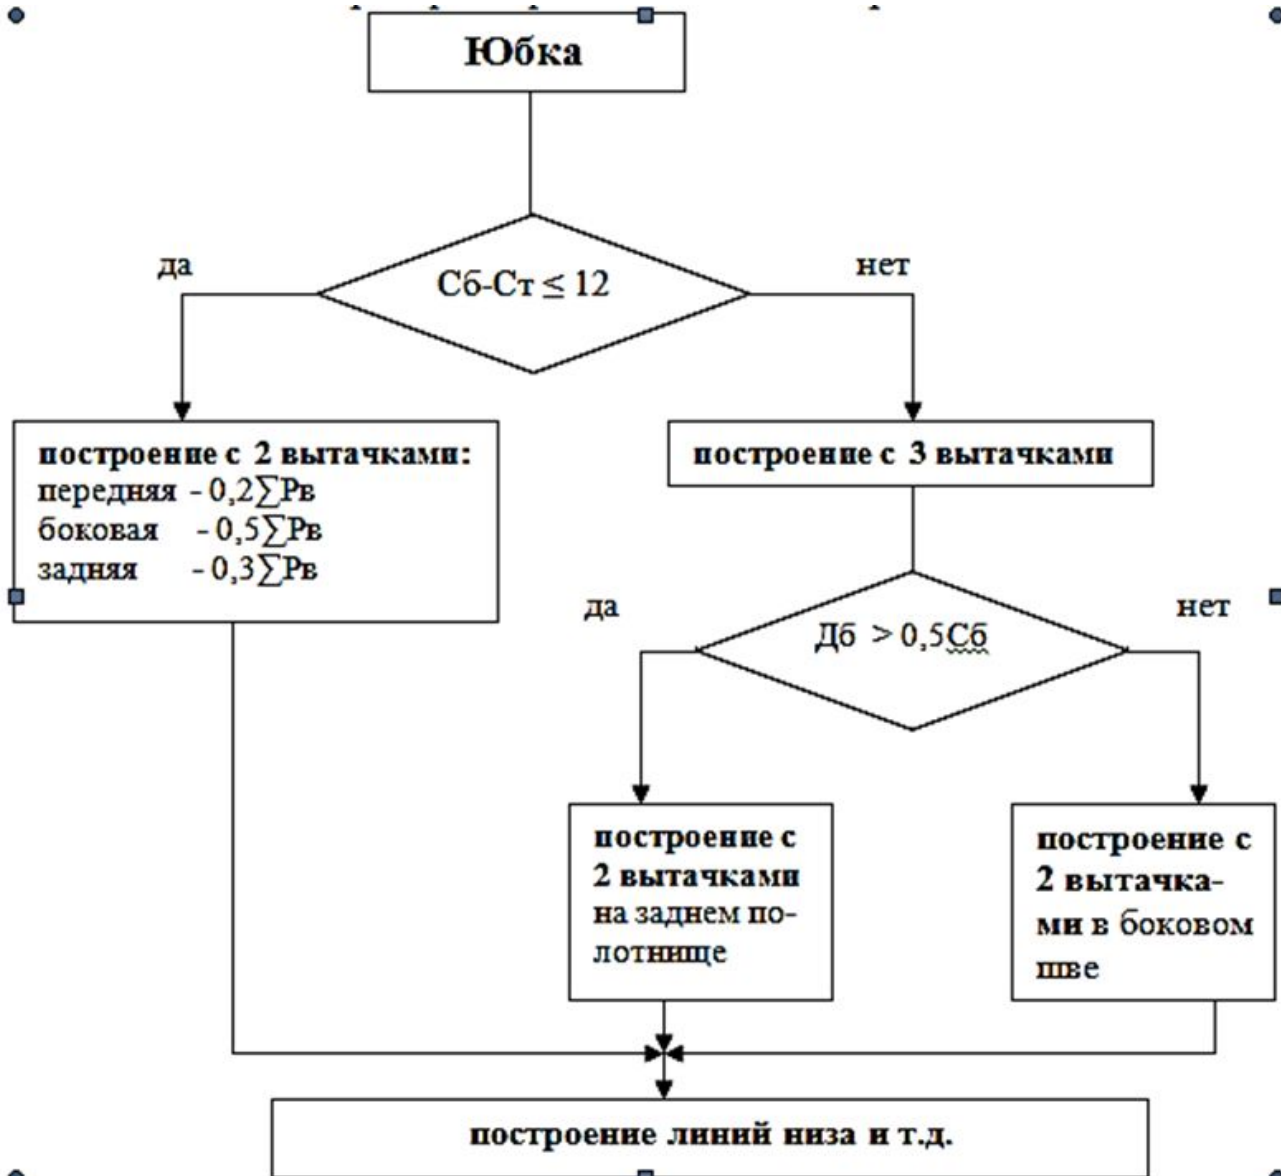 Юбка
да
нет
Сб-Ст ≤ 12
построение с 2 вытачками:
передняя - 0,2∑Рв
боковая - 0,5∑Рв
задняя - 0,3∑Рв
построение с 3 вытачками
да
нет
Дб > 0,5Сб
построение с
2 вытачками
на заднем по-
лотнище
построение с
2 вытачка-
ми в боковом
шве
построение линий низа и т.д.